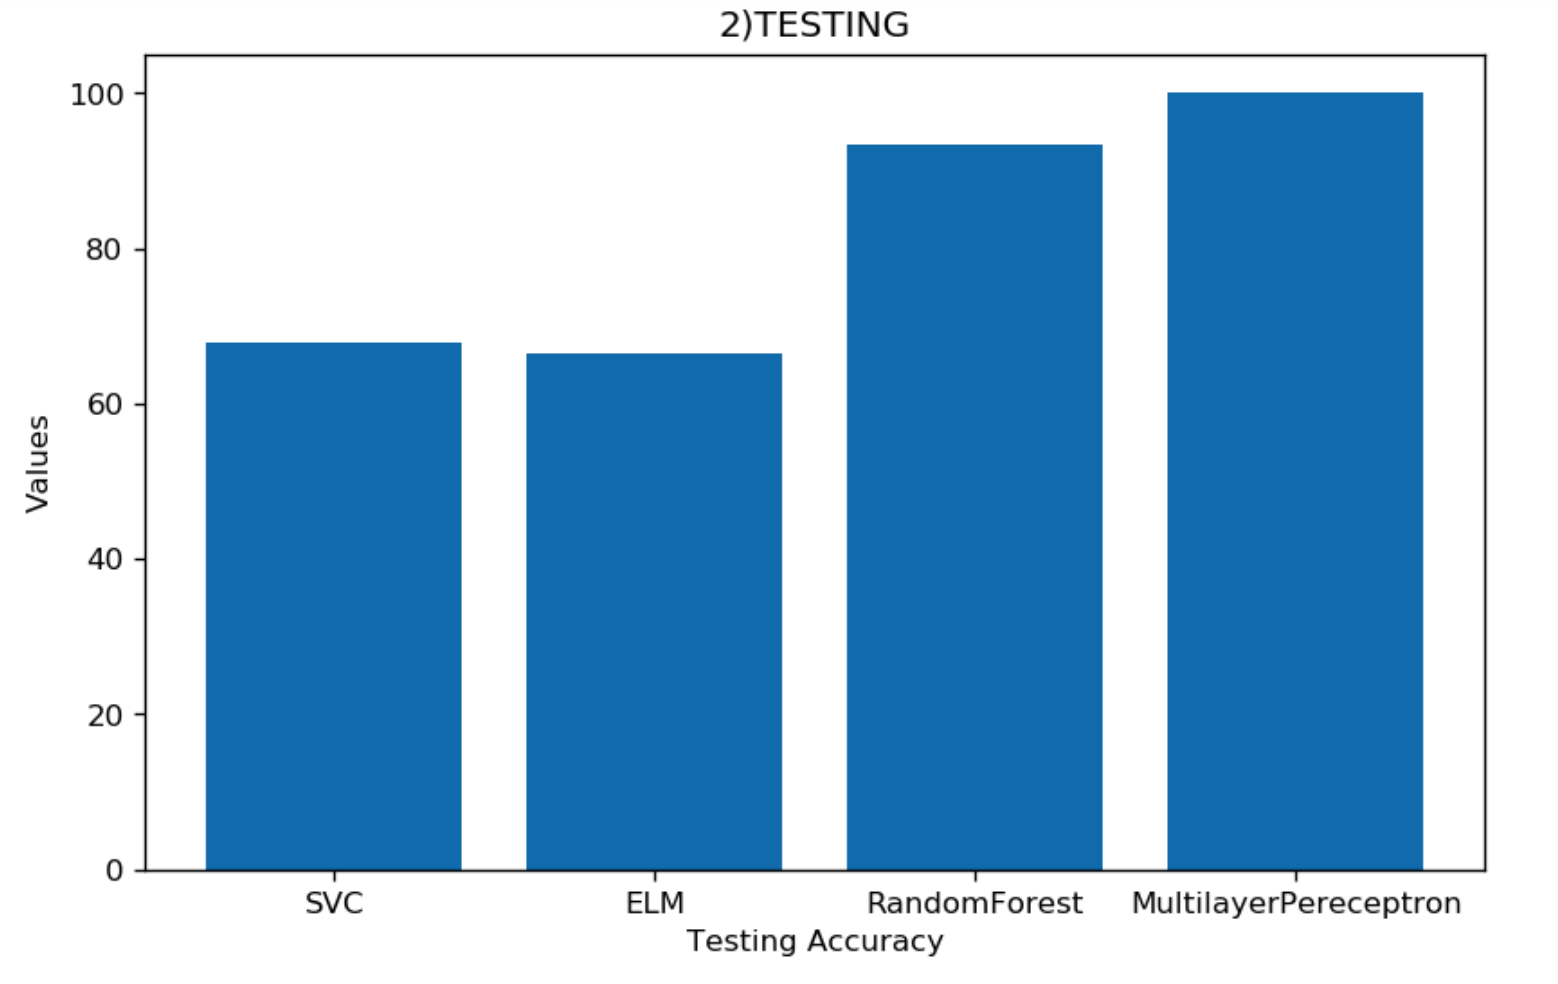 2)TESTING
100
80
60
40
20
0
Values
SVC
ELM
RandomForest
MultilayerPereceptron
Testing Accuracy